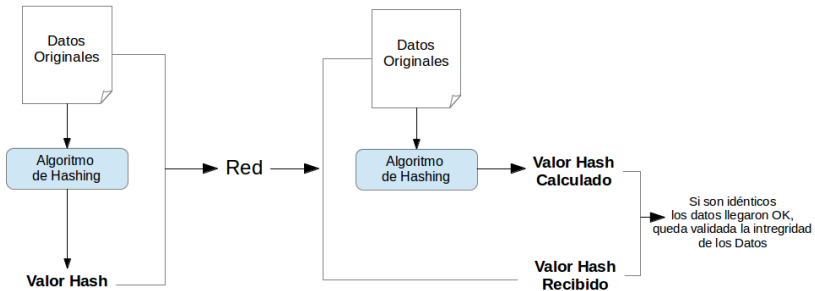 Datos
Originales
Algoritmo
de Hashing
Valor Hash
Red
Datos
Originales
Algoritmo
de Hashing
Valor Hash
Calculado
Valor Hash
Recibido
Si son idénticos
los datos llegaron OK,
queda validada la intregridad
de los Datos